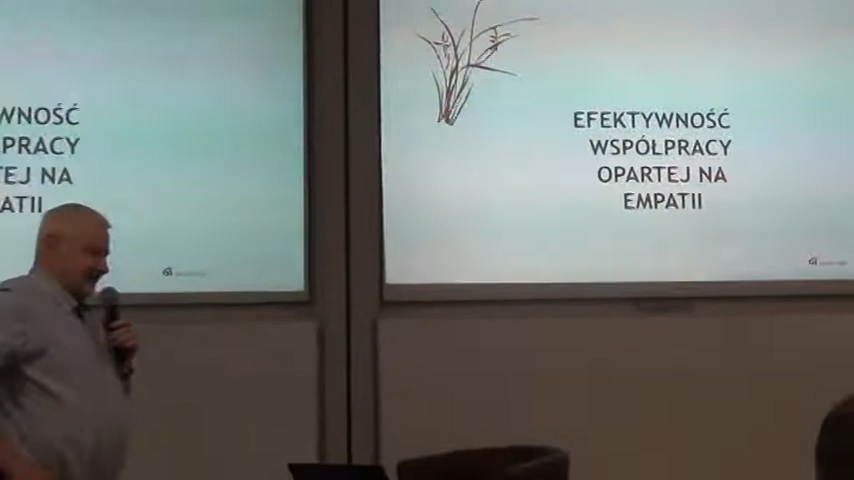 WNOŚĆ
PRACY
EJ NA
ATII
EFEKTYWNOŚĆ
WSPÓŁPRACY
OPARTEJ NA
EMPATII